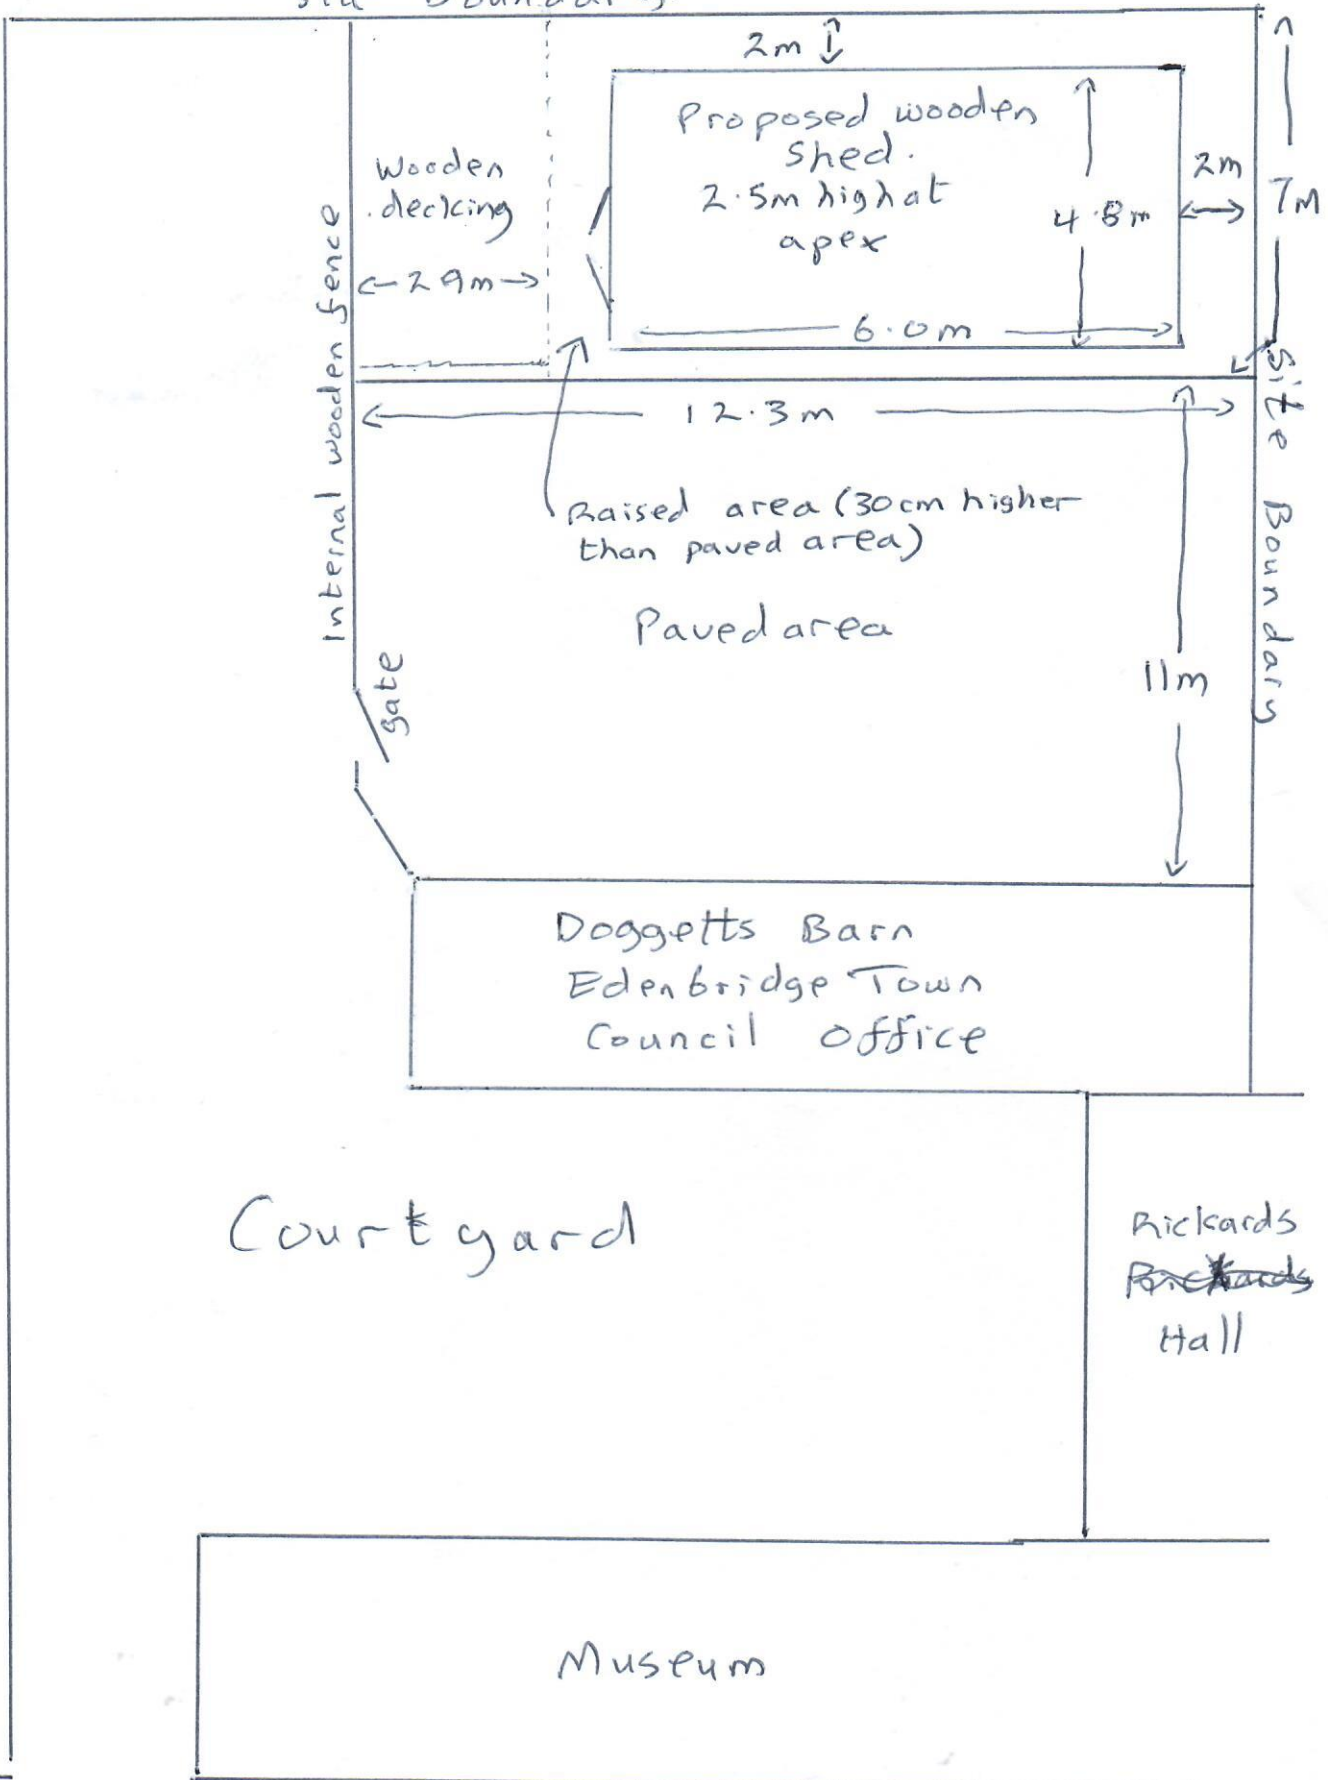 Boundary
2m
Proposed wooden
shed.
2.5m high at
apex
4.8m
2m
7M
6.0m
Wooden
decking
2.9m
Internal wooden fence
12.3m
Raised area (30cm higher
than paved area)
Paved area
11m
Site Boundary
gate
Doggetts Barn
Edenbridge Town
Council Office
Courtyard
Rickards
Hall
Museum